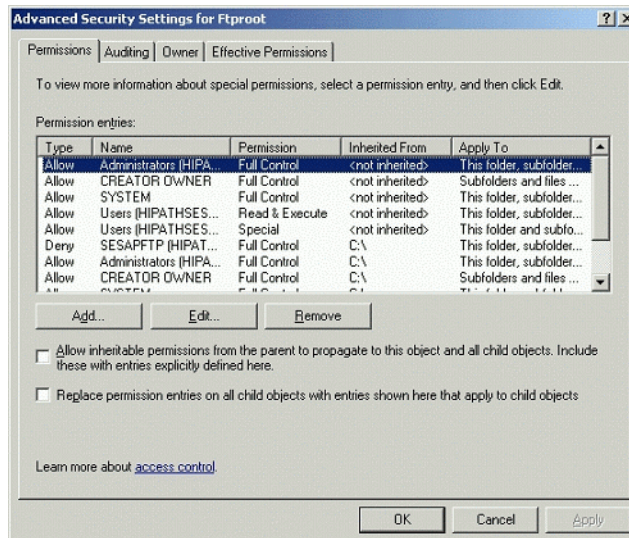 Advanced Security Settings for Ftproot
Permissions Auditing Owner Effective Permissions
To view more information about special permissions, select a permission entry, and then click Edit.
Permission entries:
Type Name Permission Inherited From Apply To
Allow Administrators (HIPA... Full Control <not inherited> This folder, subfolder...
Allow CREATOR OWNER Full Control <not inherited> Subfolders and files ...
Allow SYSTEM Full Control <not inherited> This folder, subfolder...
Allow Users (HIPATHSES... Read & Execute <not inherited> This folder, subfolder...
Allow Users (HIPATHSES... Special <not inherited> This folder and subfo...
Deny SESAPFTP (HIPAT... Full Control C:\ This folder, subfolder...
Allow Administrators (HIPA... Full Control C:\ This folder, subfolder...
Allow CREATOR OWNER Full Control C:\ Subfolders and files ...
Add... Edit... Remove
Allow inheritable permissions from the parent to propagate to this object and all child objects. Include
these with entries explicitly defined here.
Replace permission entries on all child objects with entries shown here that apply to child objects
Learn more about access control.
OK Cancel Apply